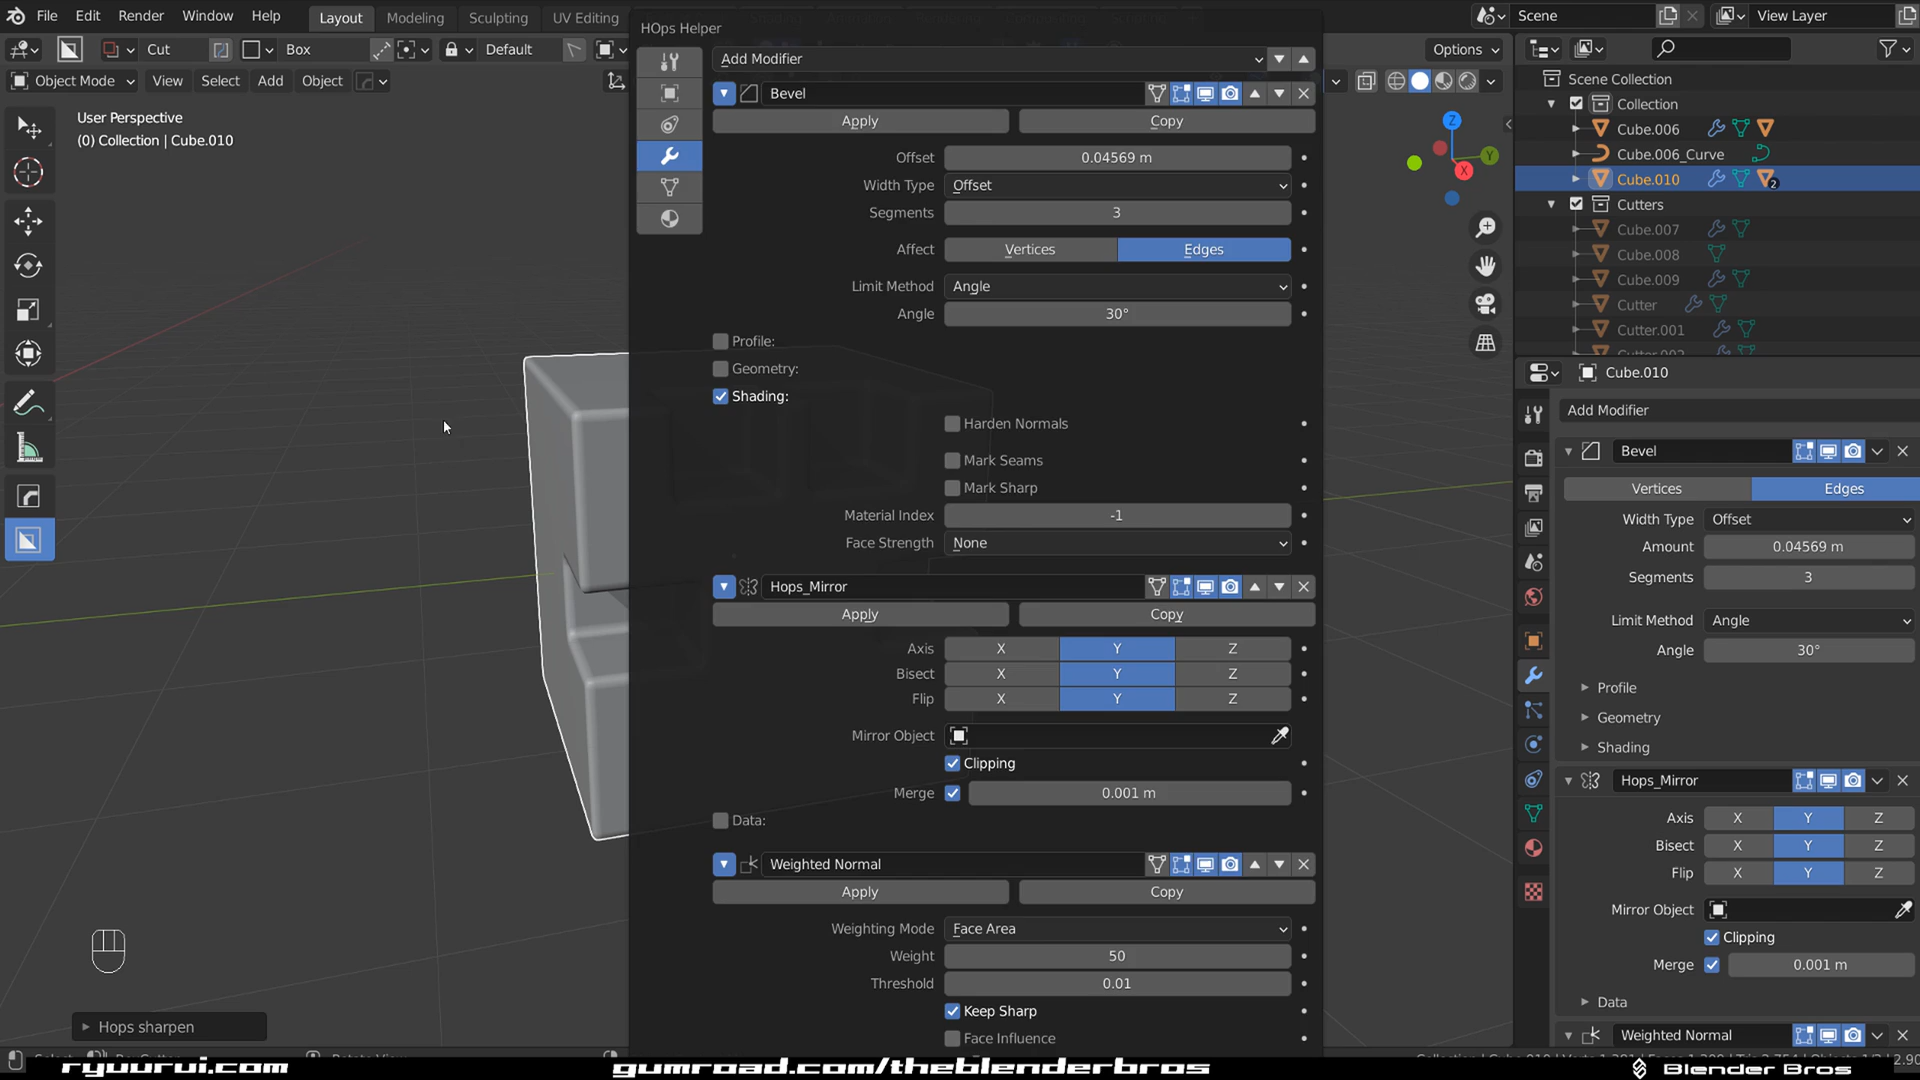 File Edit Render Window Help Layout Modeling Sculpting UV Editing
Scene View Layer
HOps Helper
Cut Box Default Options
Object Mode View Select Add Object
User Perspective
(0) Collection | Cube.010
Add Modifier
Bevel
Apply Copy
Offset 0.04569 m
Width Type Offset
Segments 3
Affect Vertices Edges
Limit Method Angle
Angle 30°
Profile:
Geometry:
Shading:
Harden Normals
Mark Seams
Mark Sharp
Material Index -1
Face Strength None
Hops_Mirror
Apply Copy
Axis X Y Z
Bisect X Y Z
Flip X Y Z
Mirror Object
Clipping
Merge 0.001 m
Data:
Weighted Normal
Apply Copy
Weighting Mode Face Area
Weight 50
Threshold 0.01
Keep Sharp
Face Influence
Z
Y
X
Scene Collection
Collection
Cube.006
Cube.006_Curve
Cube.010
2
Cutters
Cube.007
Cube.008
Cube.009
Cutter
Cutter.001
Cutter.002
Cube.010
Add Modifier
Bevel
Vertices Edges
Width Type Offset
Amount 0.04569 m
Segments 3
Limit Method Angle
Angle 30°
Profile
Geometry
Shading
Hops_Mirror
Axis X Y Z
Bisect X Y Z
Flip X Y Z
Mirror Object
Clipping
Merge 0.001 m
Data
Weighted Normal
Hops sharpen
ryuurui.com
gumroad.com/theblenderbros
Blender Bros